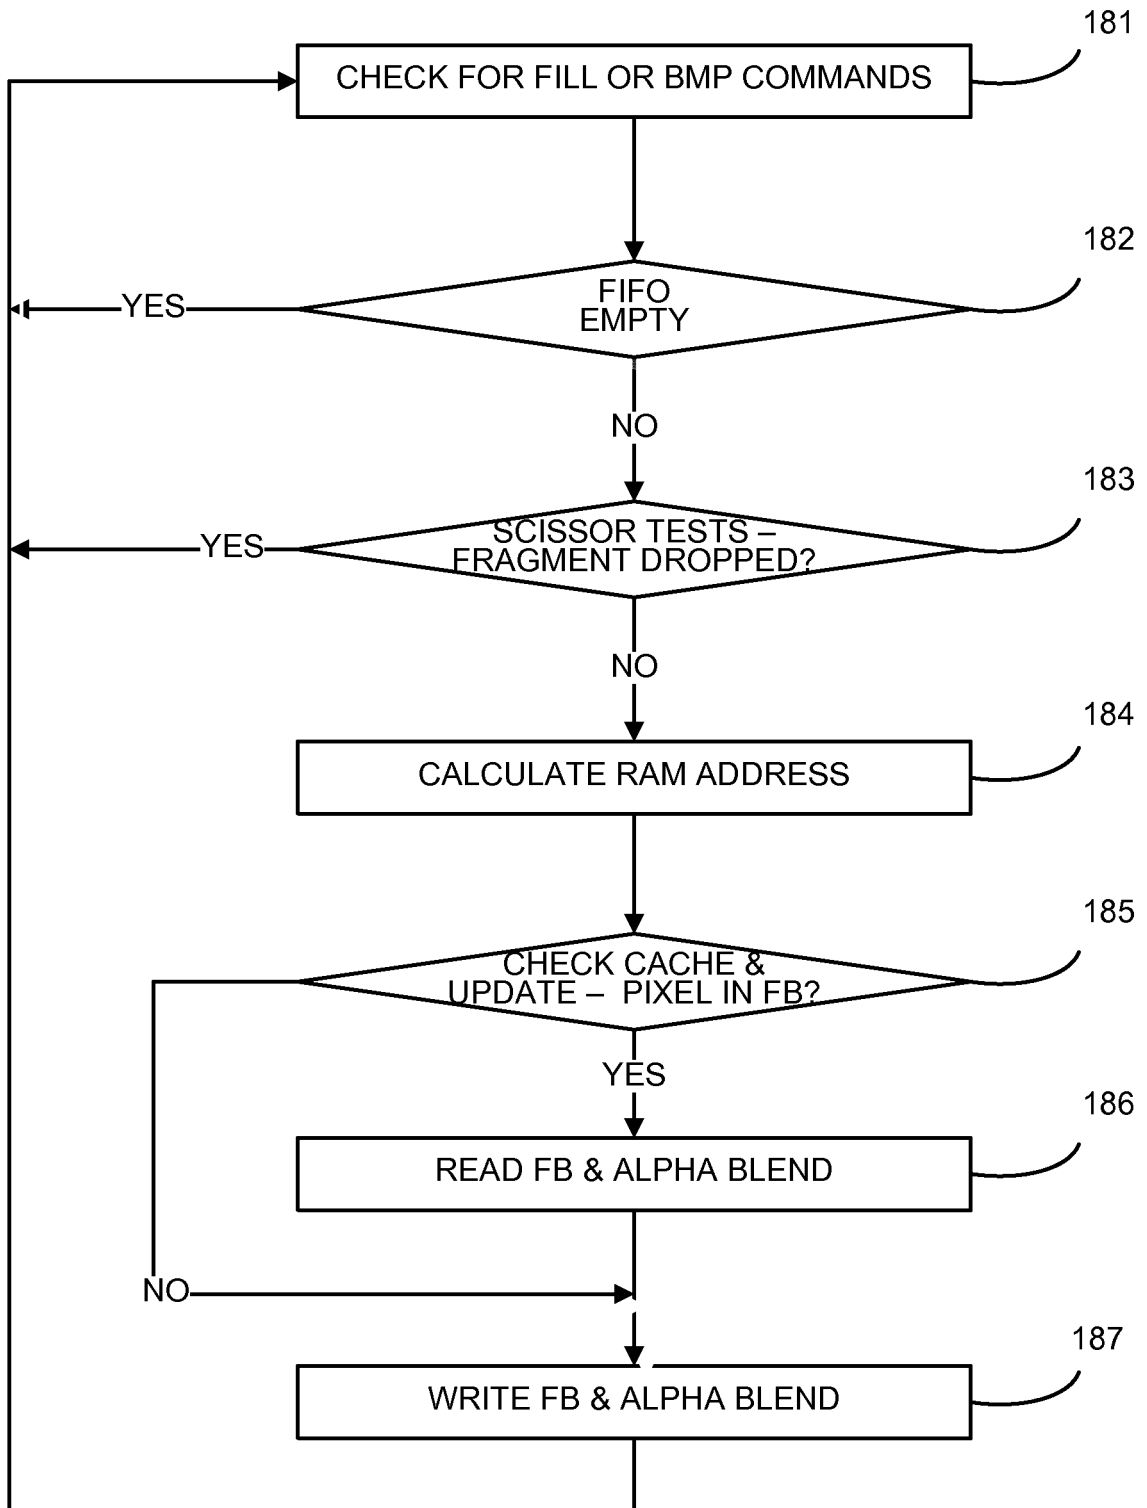 181
CHECK FOR FILL OR BMP COMMANDS
182
FIFO
EMPTY
YES
NO
183
SCISSOR TESTS –
FRAGMENT DROPPED?
YES
NO
184
CALCULATE RAM ADDRESS
185
CHECK CACHE &
UPDATE – PIXEL IN FB?
YES
186
READ FB & ALPHA BLEND
NO
187
WRITE FB & ALPHA BLEND